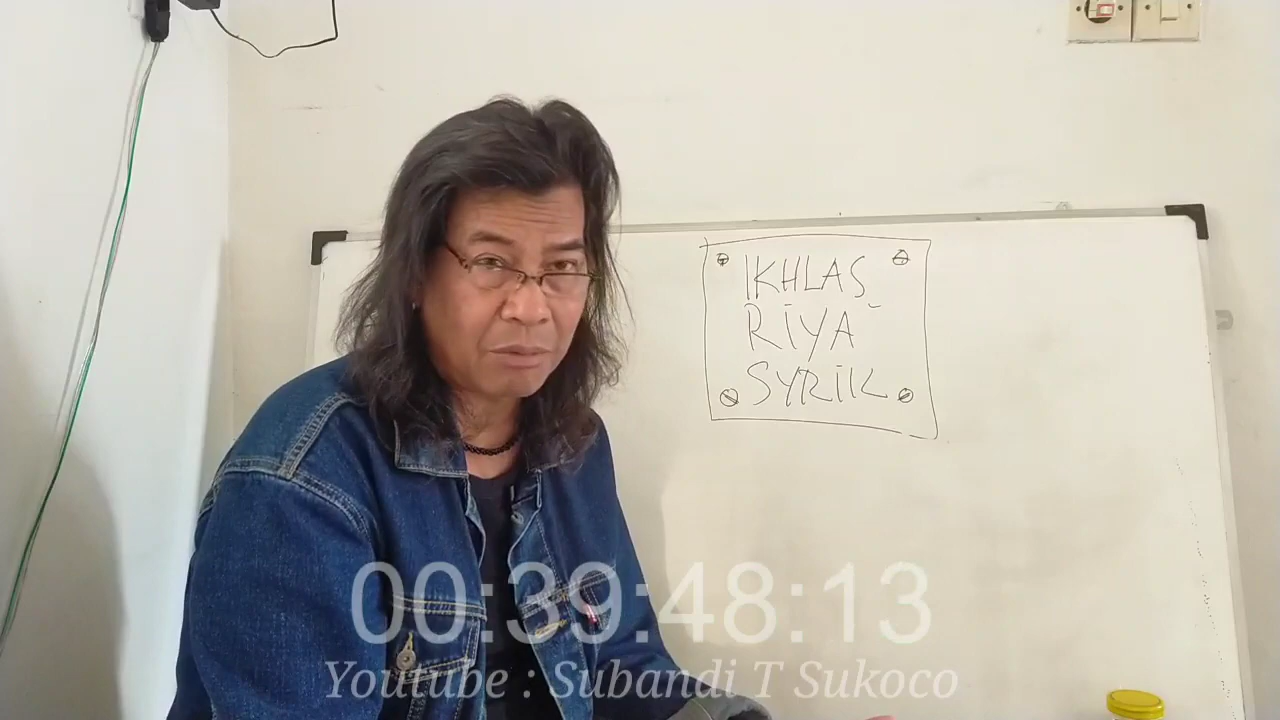 IKHLAS
RIYA
SYRIK
00:39:48:13
Youtube : Subandi T Sukoco